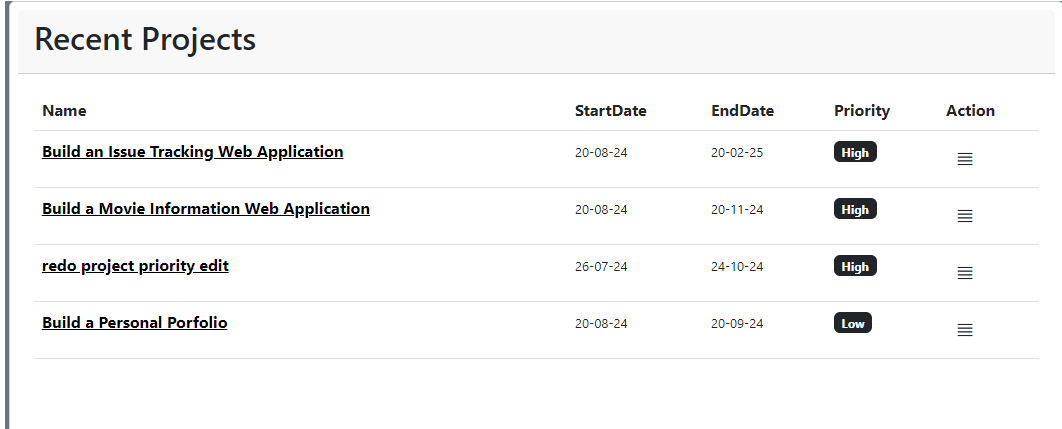 Recent Projects
Name StartDate EndDate Priority Action
Build an Issue Tracking Web Application 20-08-24 20-02-25 High
Build a Movie Information Web Application 20-08-24 20-11-24 High
redo project priority edit 26-07-24 24-10-24 High
Build a Personal Porfolio 20-08-24 20-09-24 Low